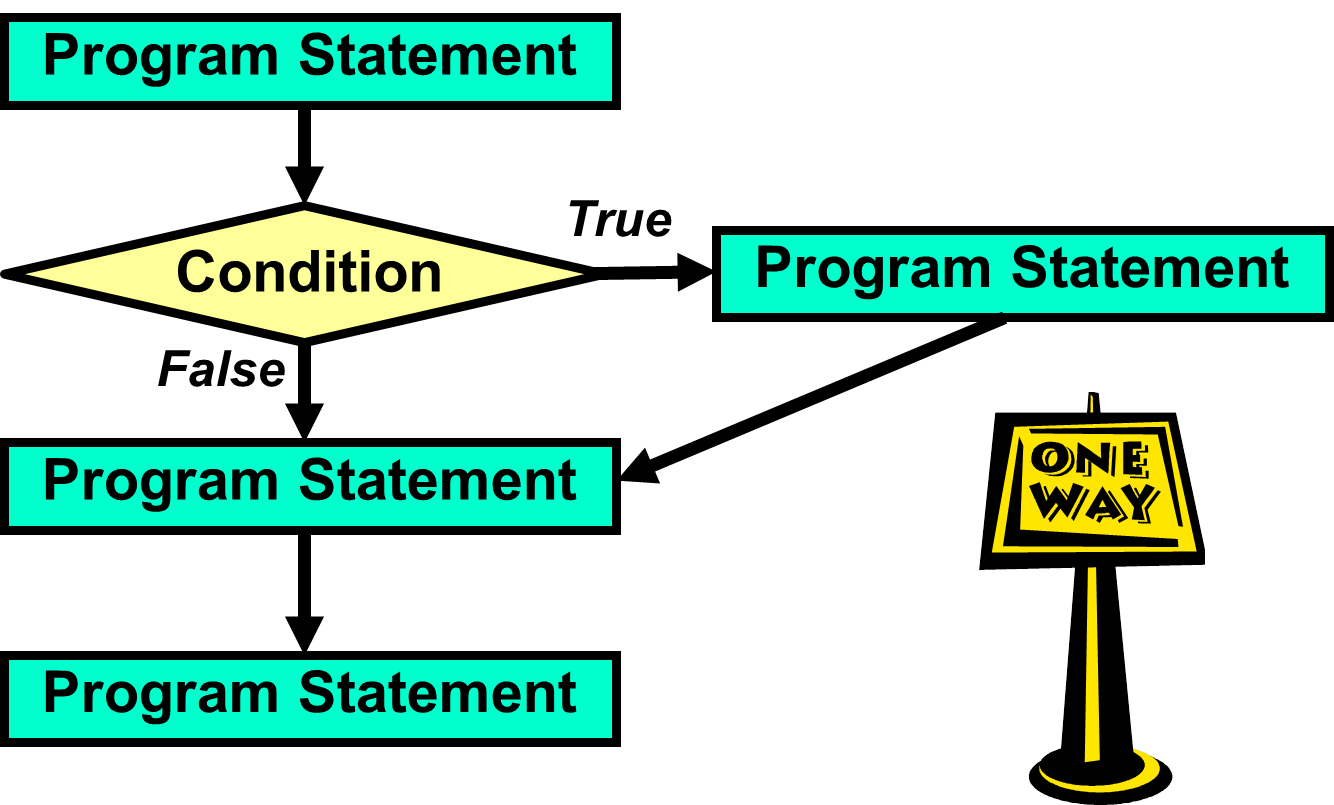 Program Statement
True
Condition
Program Statement
False
Program Statement
ONE
WAY
Program Statement